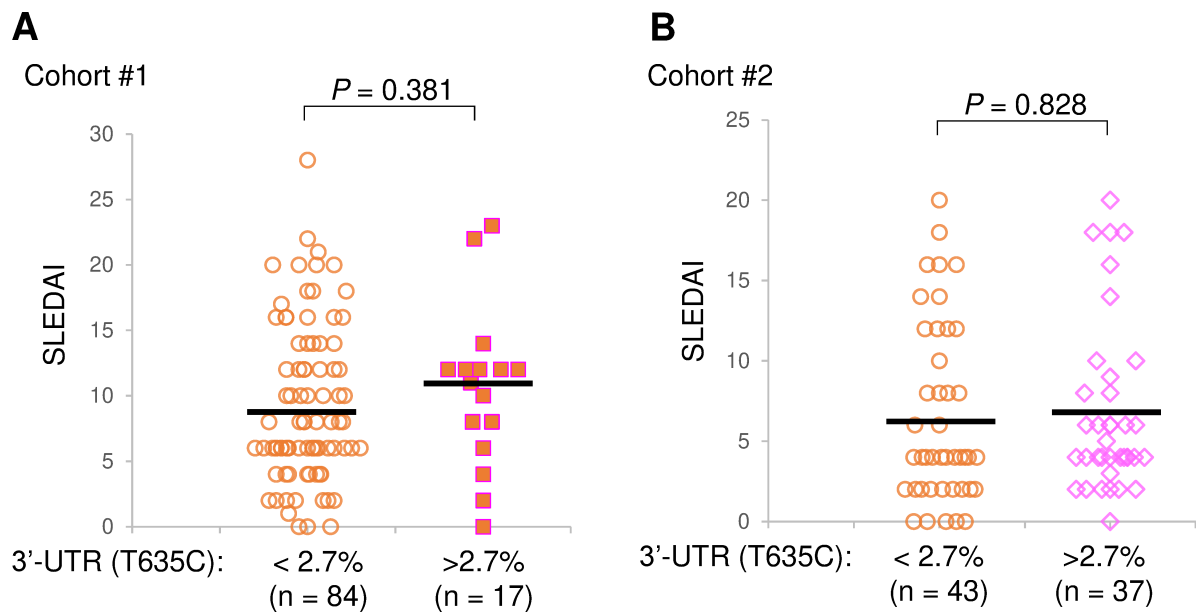 A
Cohort #1
P = 0.381
30
25
20
15
10
5
0
SLEDAI
3’-UTR (T635C): < 2.7% >2.7%
(n = 84) (n = 17)
B
Cohort #2
P = 0.828
25
20
15
10
5
0
SLEDAI
3’-UTR (T635C): < 2.7% >2.7%
(n = 43) (n = 37)